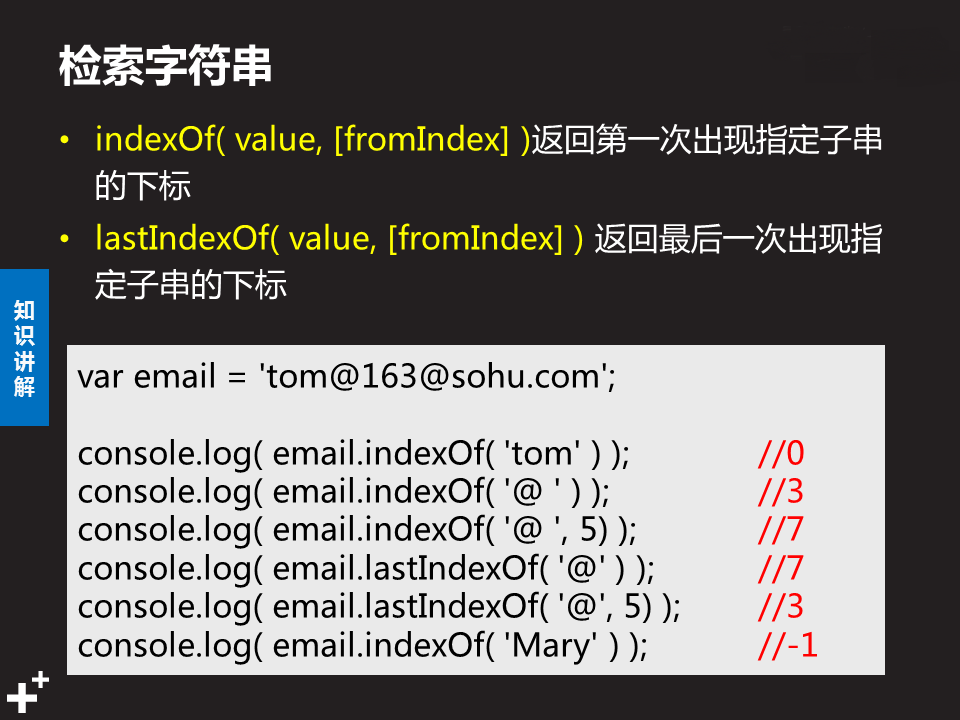 检索字符串
• indexOf( value, [fromIndex] )返回第一次出现指定子串
的下标
• lastIndexOf( value, [fromIndex] ) 返回最后一次出现指
定子串的下标
知
识
讲
解
var email = 'tom@163@sohu.com';
console.log( email.indexOf( 'tom' ) ); //0
console.log( email.indexOf( '@ ' ) ); //3
console.log( email.indexOf( '@ ', 5) ); //7
console.log( email.lastIndexOf( '@' ) ); //7
console.log( email.lastIndexOf( '@', 5) ); //3
console.log( email.indexOf( 'Mary' ) ); //-1